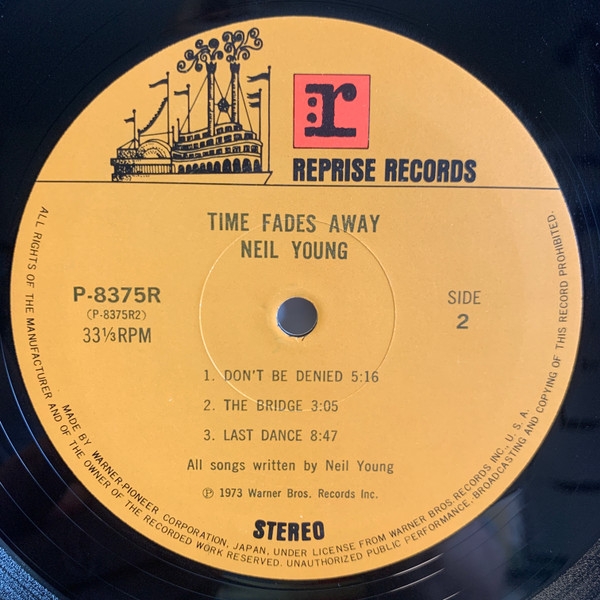 :r
REPRISE RECORDS
TIME FADES AWAY
NEIL YOUNG
P-8375R
(P-8375R2)
33⅓RPM
SIDE
2
1. DON'T BE DENIED 5:16
2. THE BRIDGE 3:05
3. LAST DANCE 8:47
All songs written by Neil Young
℗ 1973 Warner Bros. Records Inc.
STEREO
MADE BY WARNER-PIONEER CORPORATION, JAPAN, UNDER LICENSE FROM WARNER BROS. RECORDS INC., U. S. A.
ALL RIGHTS OF THE MANUFACTURER AND OF THE OWNER OF THE RECORDED WORK RESERVED. UNAUTHORIZED PUBLIC PERFORMANCE, BROADCASTING AND COPYING OF THIS RECORD PROHIBITED.